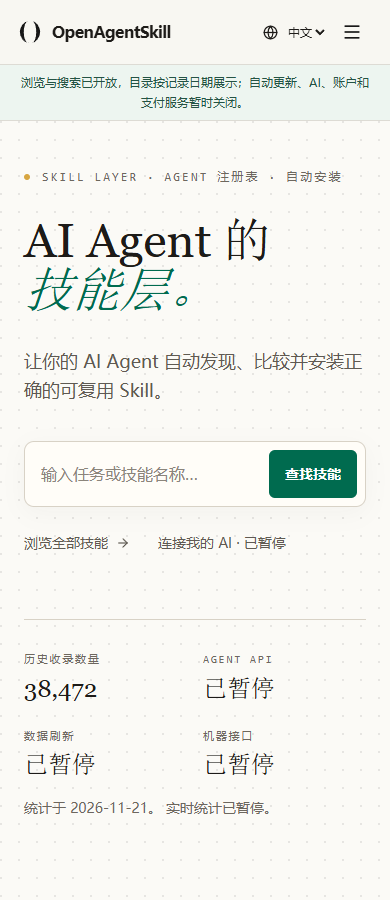 OpenAgentSkill
中文
浏览与搜索已开放，目录按记录日期展示；自动更新、AI、账户和
支付服务暂时关闭。
SKILL LAYER · AGENT 注册表 · 自动安装
AI Agent 的
技能层。
让你的 AI Agent 自动发现、比较并安装正
确的可复用 Skill。
输入任务或技能名称...
查找技能
浏览全部技能 → 连接我的 AI · 已暂停
历史收录数量 AGENT API
38,472 已暂停
数据刷新 机器接口
已暂停 已暂停
统计于 2026-11-21。 实时统计已暂停。